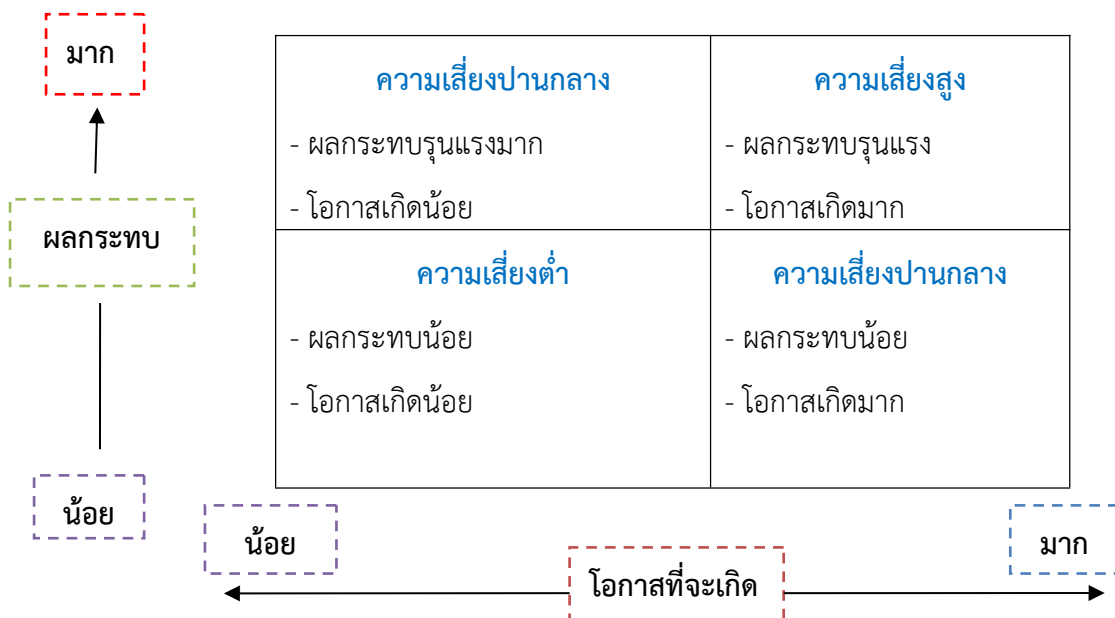 มาก
ผลกระทบ
น้อย
ความเสี่ยงปานกลาง
- ผลกระทบรุนแรงมาก
- โอกาสเกิดน้อย
ความเสี่ยงสูง
- ผลกระทบรุนแรง
- โอกาสเกิดมาก
ความเสี่ยงต่ำ
- ผลกระทบน้อย
- โอกาสเกิดน้อย
ความเสี่ยงปานกลาง
- ผลกระทบน้อย
- โอกาสเกิดมาก
น้อย
โอกาสที่จะเกิด
มาก